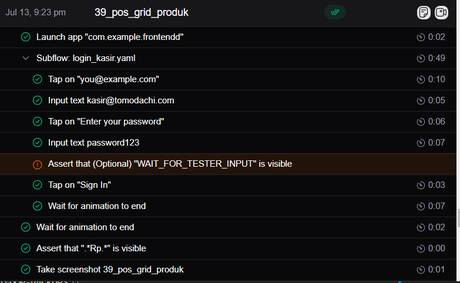 Jul 13, 9:23 pm 39_pos_grid_produk
Launch app "com.example.frontendd" 0:02
Subflow: login_kasir.yaml 0:49
Tap on "you@example.com" 0:10
Input text kasir@tomodachi.com 0:05
Tap on "Enter your password" 0:06
Input text password123 0:07
Assert that (Optional) "WAIT_FOR_TESTER_INPUT" is visible
Tap on "Sign In" 0:03
Wait for animation to end 0:07
Wait for animation to end 0:02
Assert that ".*Rp.*" is visible 0:00
Take screenshot 39_pos_grid_produk 0:01